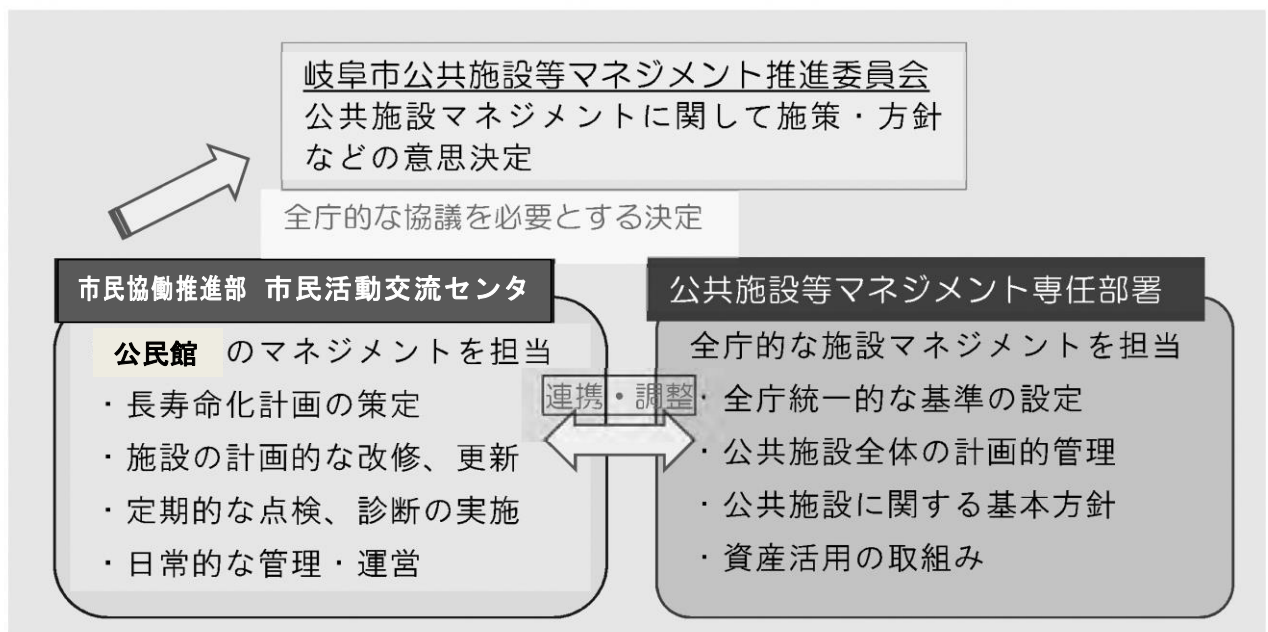 岐阜市公共施設等マネジメント推進委員会
公共施設マネジメントに関して施策・方針
などの意思決定
全庁的な協議を必要とする決定
市民協働推進部 市民活動交流センタ
公民館 のマネジメントを担当
・長寿命化計画の策定
・施設の計画的な改修、更新
・定期的な点検、診断の実施
・日常的な管理・運営
連携・調整
公共施設等マネジメント専任部署
全庁的な施設マネジメントを担当
・全庁統一的な基準の設定
・公共施設全体の計画的管理
・公共施設に関する基本方針
・資産活用の取組み